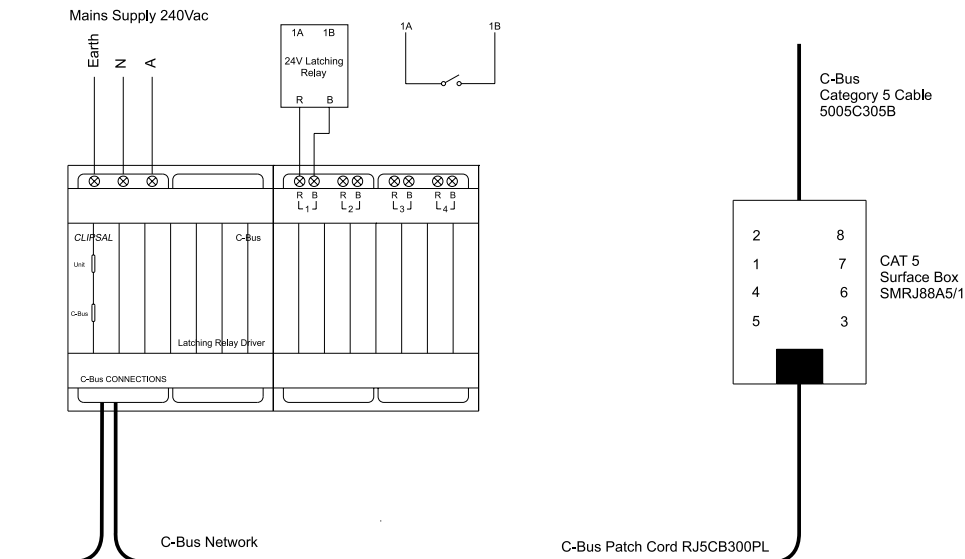 Mains Supply 240Vac
Earth
N
A
1A 1B
24V Latching
Relay
R B
1A 1B
R B R B R B R B
1 2 3 4
CLIPSAL C-Bus
Unit
C-Bus
Latching Relay Driver
C-Bus CONNECTIONS
C-Bus Network
C-Bus
Category 5 Cable
5005C305B
2 8
1 7
4 6
5 3
CAT 5
Surface Box
SMRJ88A5/1
C-Bus Patch Cord RJ5CB300PL